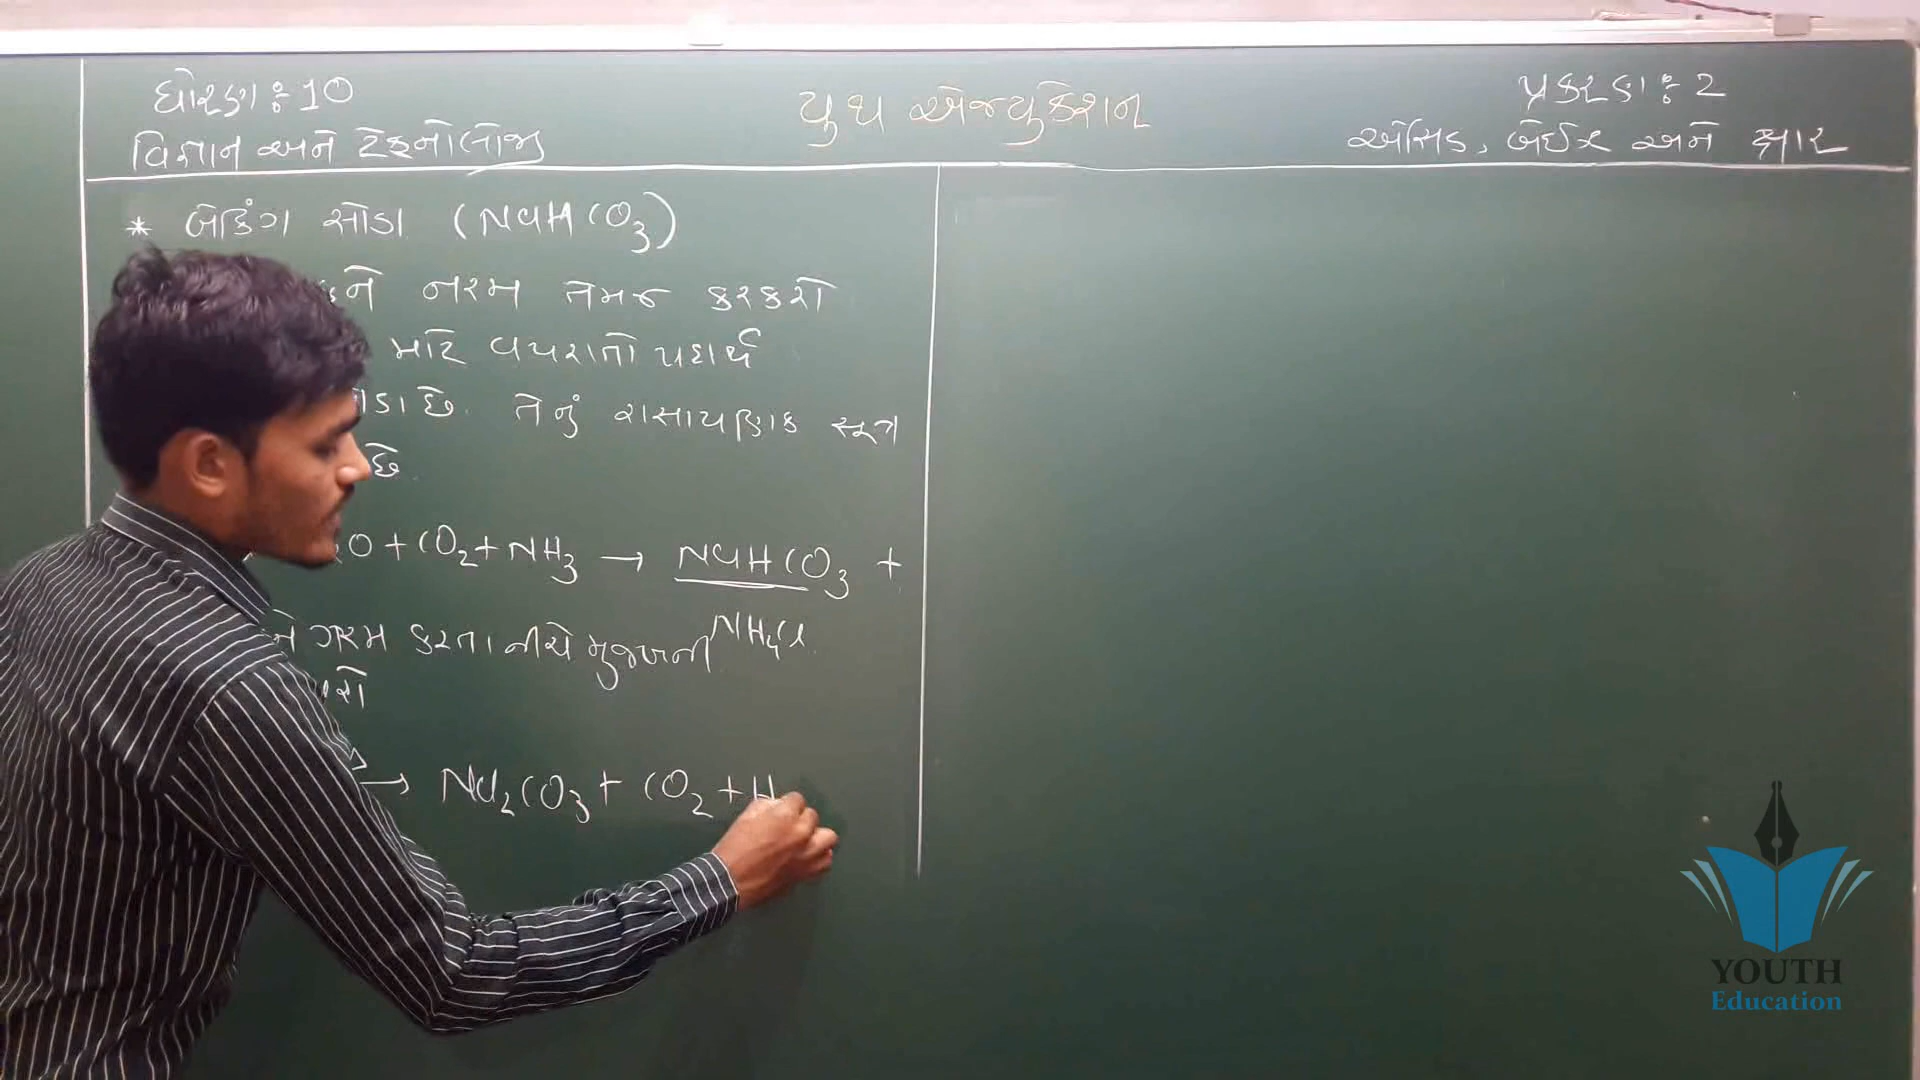 ધોરણ : 10
વિજ્ઞાન અને ટેકનોલોજી
યુથ એજ્યુકેશન
પ્રકરણ : 2
એસિડ, બેઈઝ અને ક્ષાર
* બેકિંગ સોડા (NaHCO3)
ને નરમ તેમજ કરકરો
માટે વપરાતો પદાર્થ
ડા છે. તેનું રાસાયણિક સૂત્ર
છે.
O + CO2 + NH3 → NaHCO3 +
NH4Cl
ને ગરમ કરતા નીચે મુજબની
→ Na2CO3 + CO2 + H
YOUTH
Education